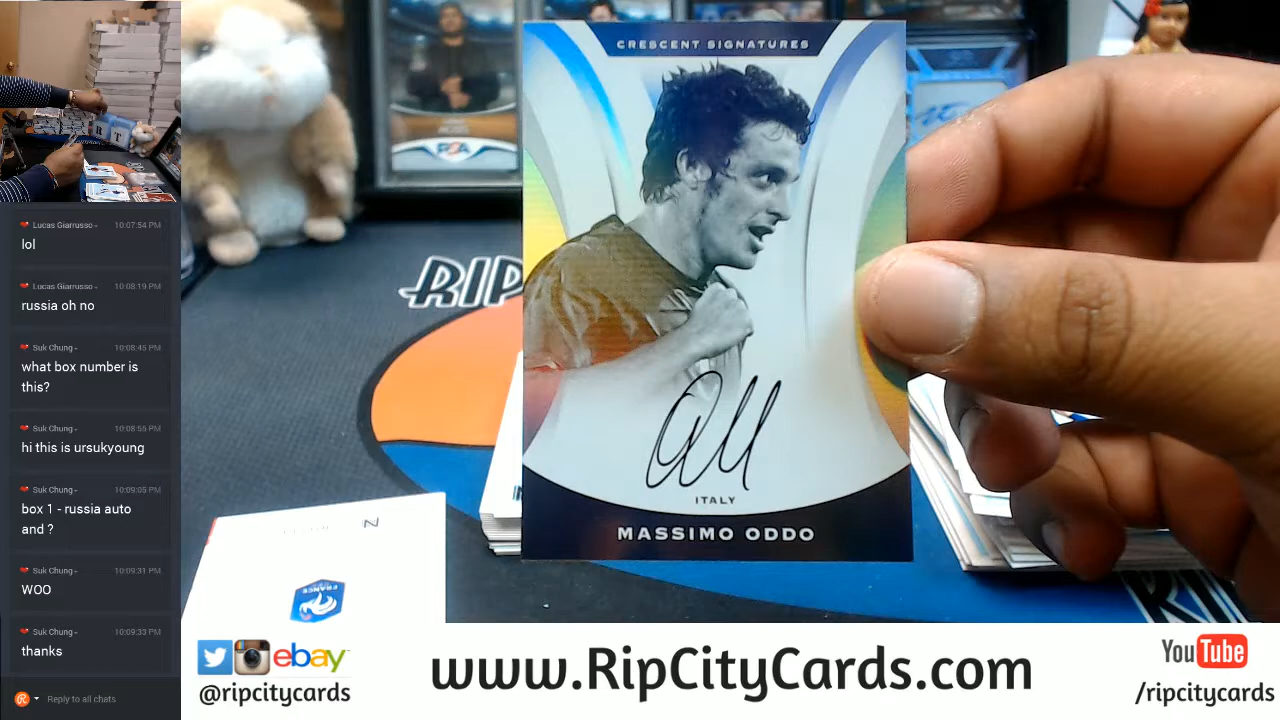 Lucas Giarrusso - 10:07:54 PM
lol
Lucas Giarrusso - 10:08:19 PM
russia oh no
Suk Chung - 10:08:45 PM
what box number is
this?
Suk Chung - 10:08:55 PM
hi this is ursukyoung
Suk Chung - 10:09:05 PM
box 1 - russia auto
and ?
Suk Chung - 10:09:31 PM
WOO
Suk Chung - 10:09:33 PM
thanks
Reply to all chats
CRESCENT SIGNATURES
ITALY
MASSIMO ODDO
RIP
FRANCE
ebay
@ripcitycards
www.RipCityCards.com
YouTube
/ripcitycards